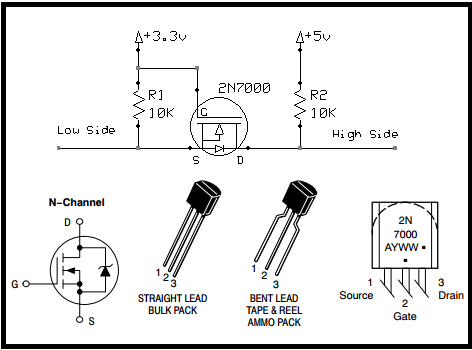 +3.3v
+5v
R1
10K
2N7000
R2
10K
G
Low Side
High Side
S
D
N-Channel
D
G
S
1
2
3
STRAIGHT LEAD
BULK PACK
1
2
3
BENT LEAD
TAPE & REEL
AMMO PACK
2N
7000
AYWW
1
3
Source
2
Drain
Gate